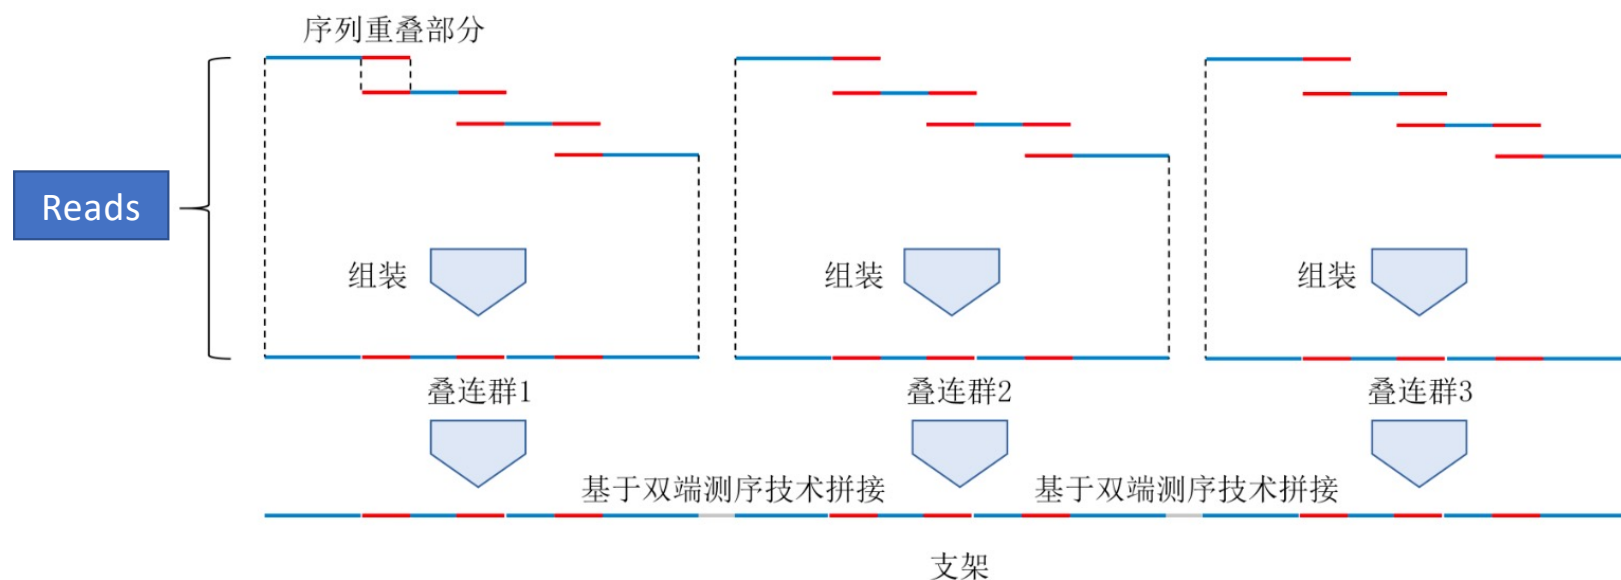 序列重叠部分
Reads
组装
组装
组装
叠连群1
叠连群2
叠连群3
基于双端测序技术拼接
基于双端测序技术拼接
支架